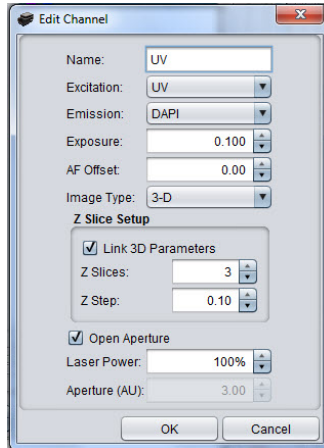 Edit Channel
Name: UV
Excitation: UV
Emission: DAPI
Exposure: 0.100
AF Offset: 0.00
Image Type: 3-D
Z Slice Setup
Link 3D Parameters
Z Slices: 3
Z Step: 0.10
Open Aperture
Laser Power: 100%
Aperture (AU): 3.00
OK Cancel